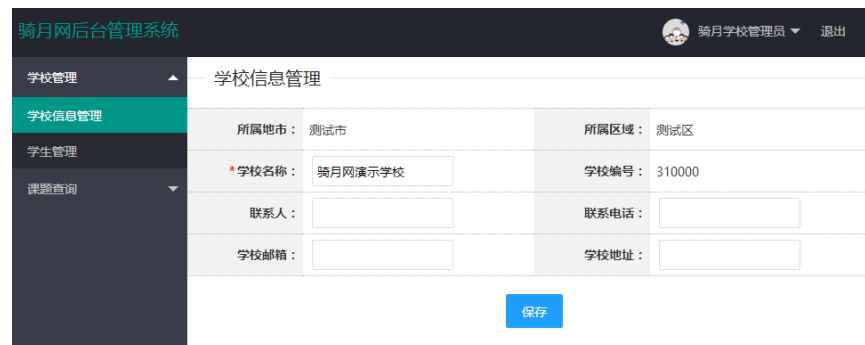 骑月网后台管理系统 骑月学校管理员 退出
学校管理
学校信息管理
学生管理
课题查询
学校信息管理
所属地市： 测试市 所属区域： 测试区
*学校名称： 骑月网演示学校 学校编号： 310000
联系人： 联系电话：
学校邮箱： 学校地址：
保存